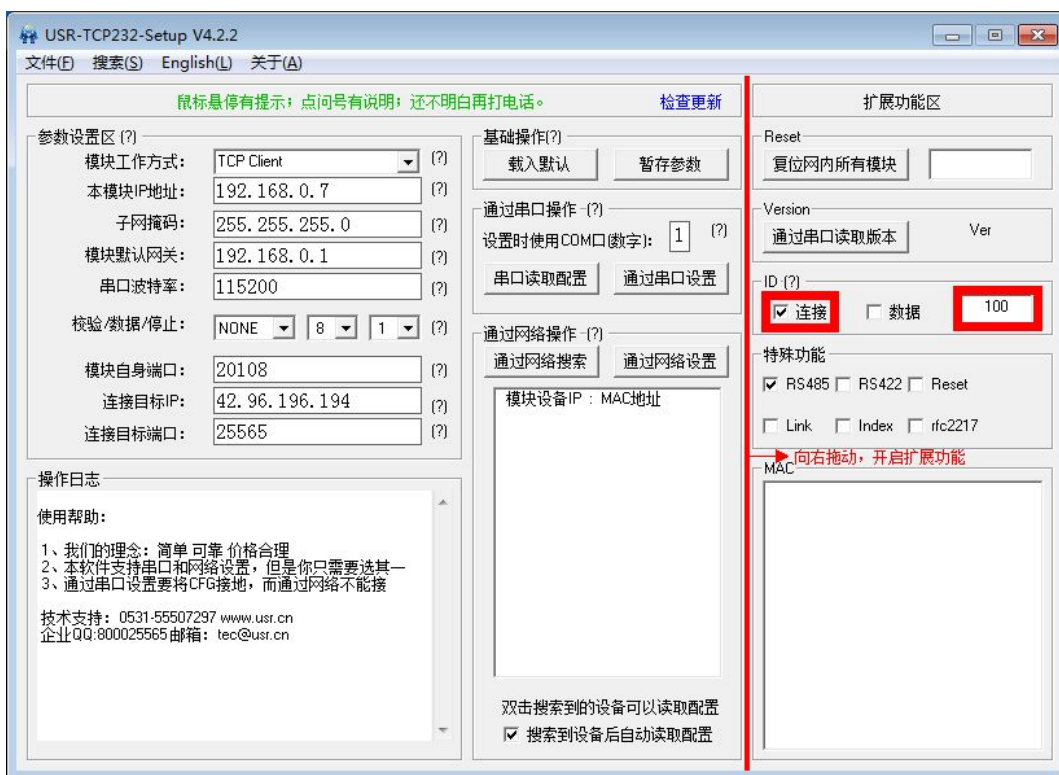 USR-TCP232-Setup V4.2.2
文件(F) 搜索(S) English(L) 关于(A)
鼠标悬停有提示；点问号有说明；还不明白再打电话。 检查更新
扩展功能区
参数设置区 (?)
模块工作方式： TCP Client (?)
本模块IP地址： 192.168.0.7 (?)
子网掩码： 255.255.255.0 (?)
模块默认网关： 192.168.0.1 (?)
串口波特率： 115200 (?)
校验/数据/停止： NONE 8 1 (?)
模块自身端口： 20108 (?)
连接目标IP： 42.96.196.194 (?)
连接目标端口： 25565 (?)
操作日志
使用帮助：
1、我们的理念：简单 可靠 价格合理
2、本软件支持串口和网络设置，但是你只需要选其一
3、通过串口设置要将CFG接地，而通过网络不能接
技术支持：0531-55507297 www.usr.cn
企业QQ:800025565 邮箱：tec@usr.cn
基础操作(?)
载入默认 暂存参数
通过串口操作 (?)
设置时使用COM口(数字)： 1 (?)
串口读取配置 通过串口设置
通过网络操作 (?)
通过网络搜索 通过网络设置
模块设备IP : MAC地址
双击搜索到的设备可以读取配置
搜索到设备后自动读取配置
Reset
复位网内所有模块
Version
通过串口读取版本 Ver
ID (?)
连接 数据 100
特殊功能
RS485 RS422 Reset
Link Index rfc2217
向右拖动，开启扩展功能
MAC